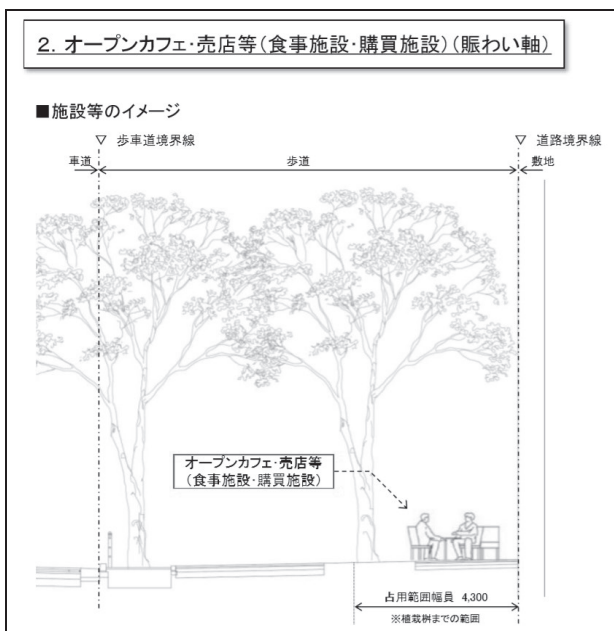 2. オープンカフェ・売店等(食事施設・購買施設)(賑わい軸)
■施設等のイメージ
▽ 歩車道境界線
▽ 道路境界線
車道
歩道
敷地
オープンカフェ・売店等
(食事施設・購買施設)
占用範囲幅員 4,300
※植栽桝までの範囲